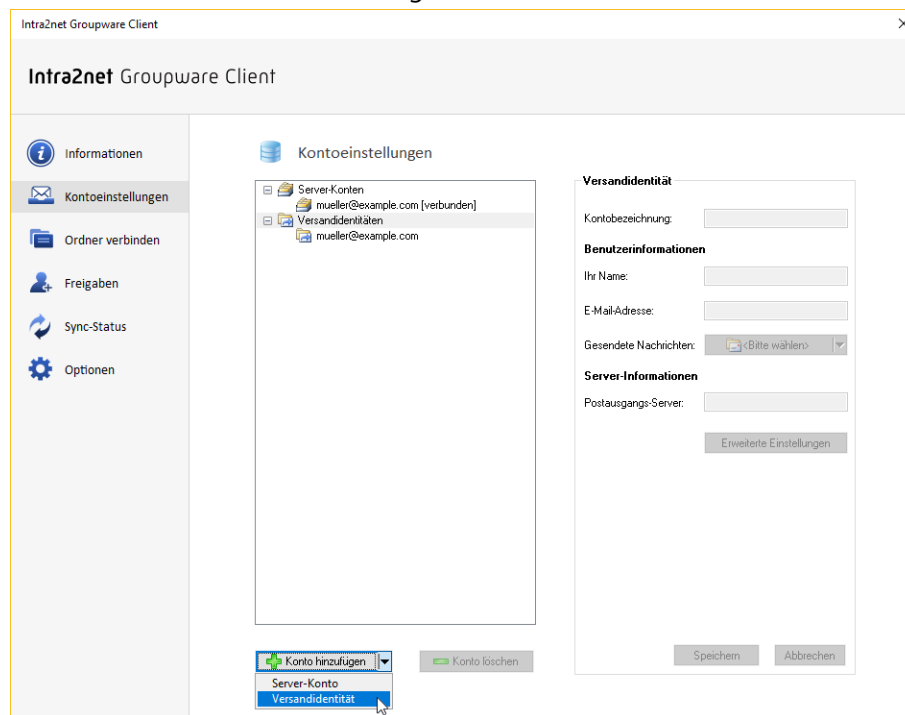 Intra2net Groupware Client
Intra2net Groupware Client
Informationen
Kontoeinstellungen
Ordner verbinden
Freigaben
Sync-Status
Optionen
Kontoeinstellungen
Server-Konten
mueller@example.com [verbunden]
Versandidentitäten
mueller@example.com
Konto hinzufügen
Konto löschen
Server-Konto
Versandidentität
Versandidentität
Kontobezeichnung:
Benutzerinformationen
Ihr Name:
E-Mail-Adresse:
Gesendete Nachrichten: <Bitte wählen>
Server-Informationen
Postausgangs-Server:
Erweiterte Einstellungen
Speichern Abbrechen